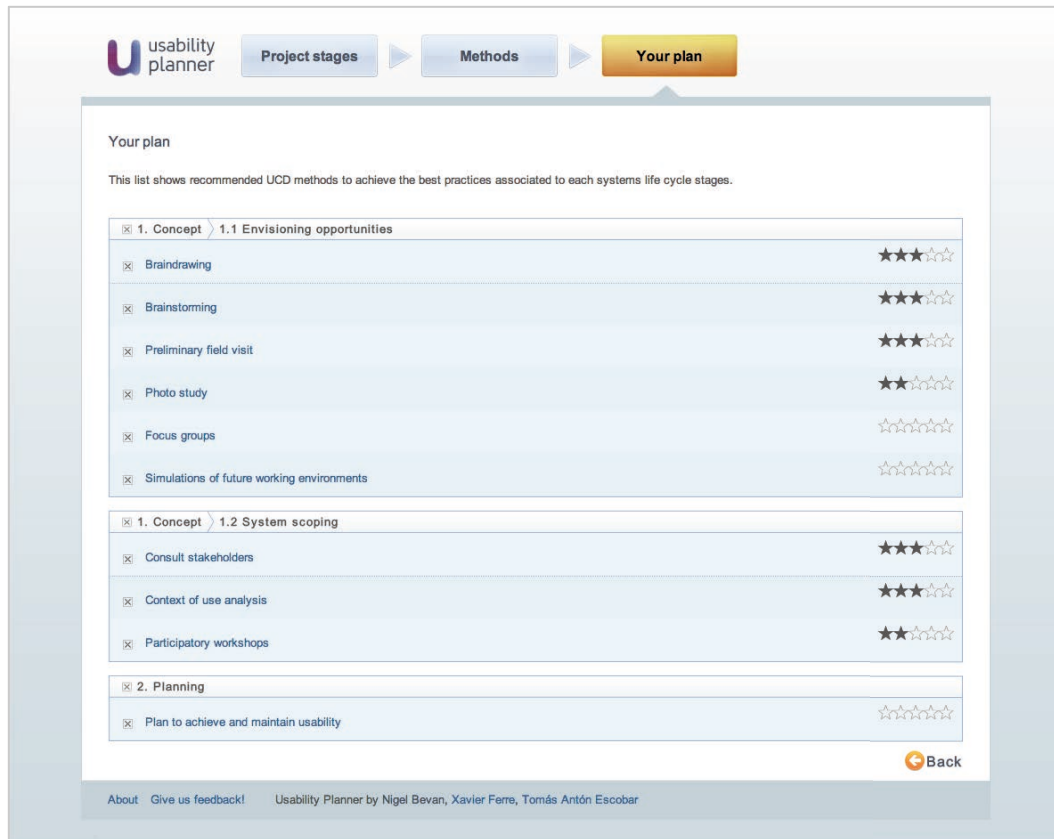 usability
planner
Project stages
Methods
Your plan
Your plan
This list shows recommended UCD methods to achieve the best practices associated to each systems life cycle stages.
1. Concept 1.1 Envisioning opportunities
Braindrawing
Brainstorming
Preliminary field visit
Photo study
Focus groups
Simulations of future working environments
1. Concept 1.2 System scoping
Consult stakeholders
Context of use analysis
Participatory workshops
2. Planning
Plan to achieve and maintain usability
Back
About Give us feedback! Usability Planner by Nigel Bevan, Xavier Ferre, Tomás Antón Escobar